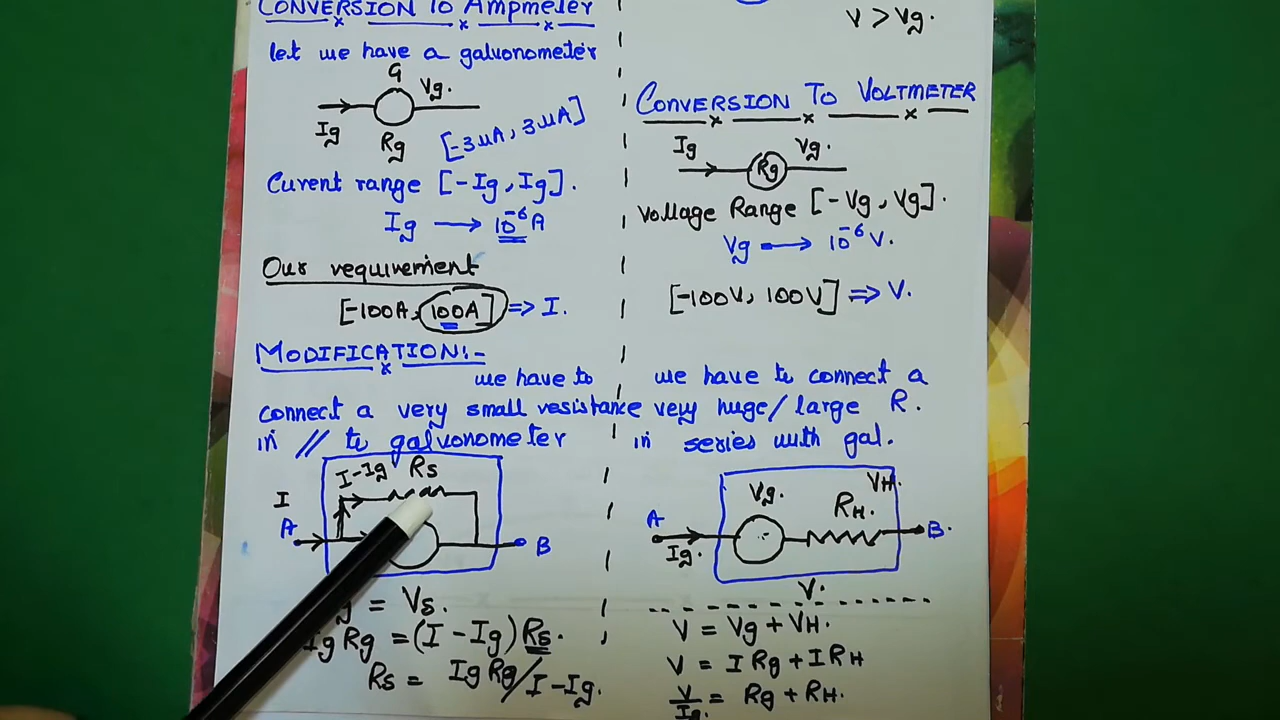 CONVERSION TO Ampmeter
let we have a galvonometer
G
Vg.
Ig
Rg
[-3μA, 3μA]
Current range [-Ig, Ig].
Ig → 10⁻⁶A
Our requirement
[-100A, 100A] => I.
MODIFICATION:-
we have to
connect a very small resistance
in // to galvonometer
I-Ig
Rs
I
A
B
= Vs.
Ig Rg = (I - Ig) Rs.
Rs = Ig Rg / I - Ig.
V > Vg.
CONVERSION TO VOLTMETER
Ig
Vg.
Rg
Voltage Range [-Vg, Vg].
Vg → 10⁻⁶ V.
[-100V, 100V] => V.
we have to connect a
very huge/large R.
in series with gal.
Vg.
VH
RH.
A
B.
Ig.
V.
V = Vg + VH.
V = I Rg + I RH
V/Ig. = Rg + RH.